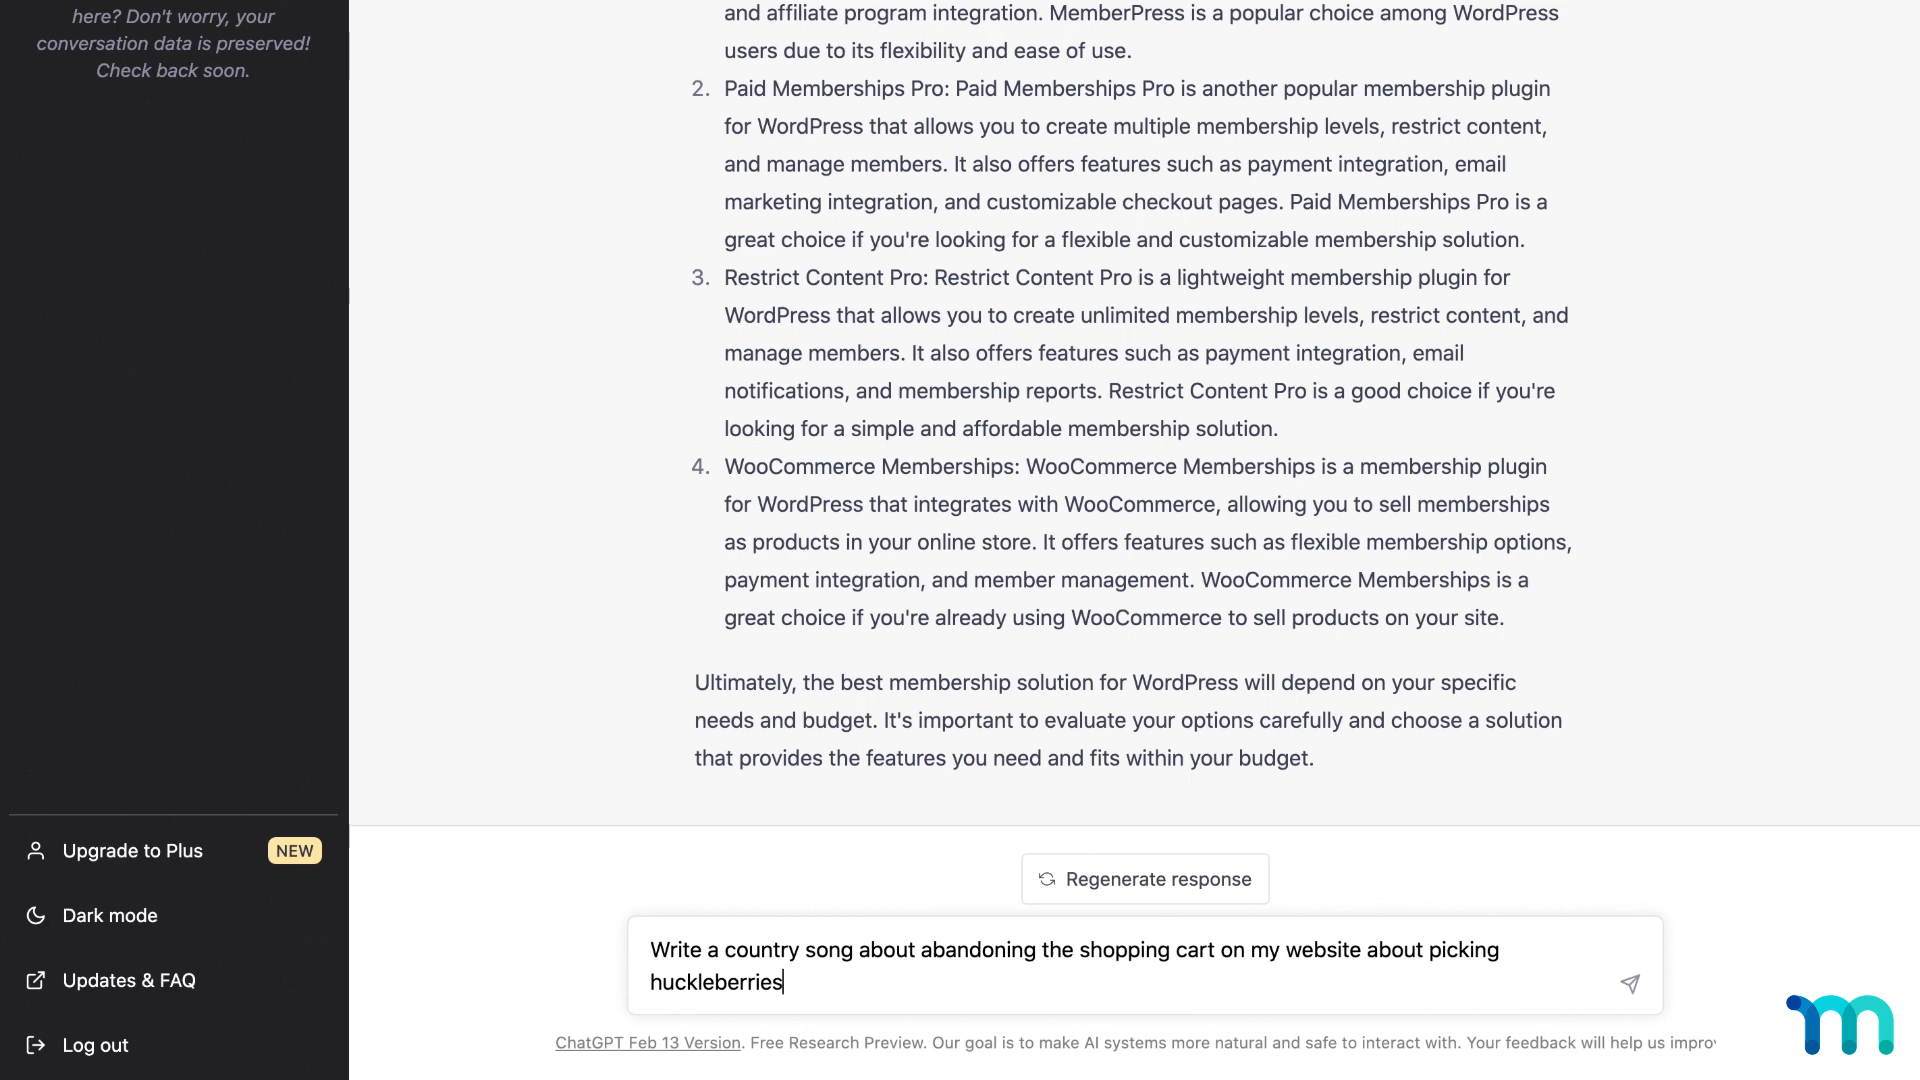 here? Don't worry, your
conversation data is preserved!
Check back soon.
Upgrade to Plus
NEW
Dark mode
Updates & FAQ
Log out
and affiliate program integration. MemberPress is a popular choice among WordPress
users due to its flexibility and ease of use.
2. Paid Memberships Pro: Paid Memberships Pro is another popular membership plugin
for WordPress that allows you to create multiple membership levels, restrict content,
and manage members. It also offers features such as payment integration, email
marketing integration, and customizable checkout pages. Paid Memberships Pro is a
great choice if you're looking for a flexible and customizable membership solution.
3. Restrict Content Pro: Restrict Content Pro is a lightweight membership plugin for
WordPress that allows you to create unlimited membership levels, restrict content, and
manage members. It also offers features such as payment integration, email
notifications, and membership reports. Restrict Content Pro is a good choice if you're
looking for a simple and affordable membership solution.
4. WooCommerce Memberships: WooCommerce Memberships is a membership plugin
for WordPress that integrates with WooCommerce, allowing you to sell memberships
as products in your online store. It offers features such as flexible membership options,
payment integration, and member management. WooCommerce Memberships is a
great choice if you're already using WooCommerce to sell products on your site.
Ultimately, the best membership solution for WordPress will depend on your specific
needs and budget. It's important to evaluate your options carefully and choose a solution
that provides the features you need and fits within your budget.
Regenerate response
Write a country song about abandoning the shopping cart on my website about picking
huckleberries
ChatGPT Feb 13 Version. Free Research Preview. Our goal is to make AI systems more natural and safe to interact with. Your feedback will help us impro
m